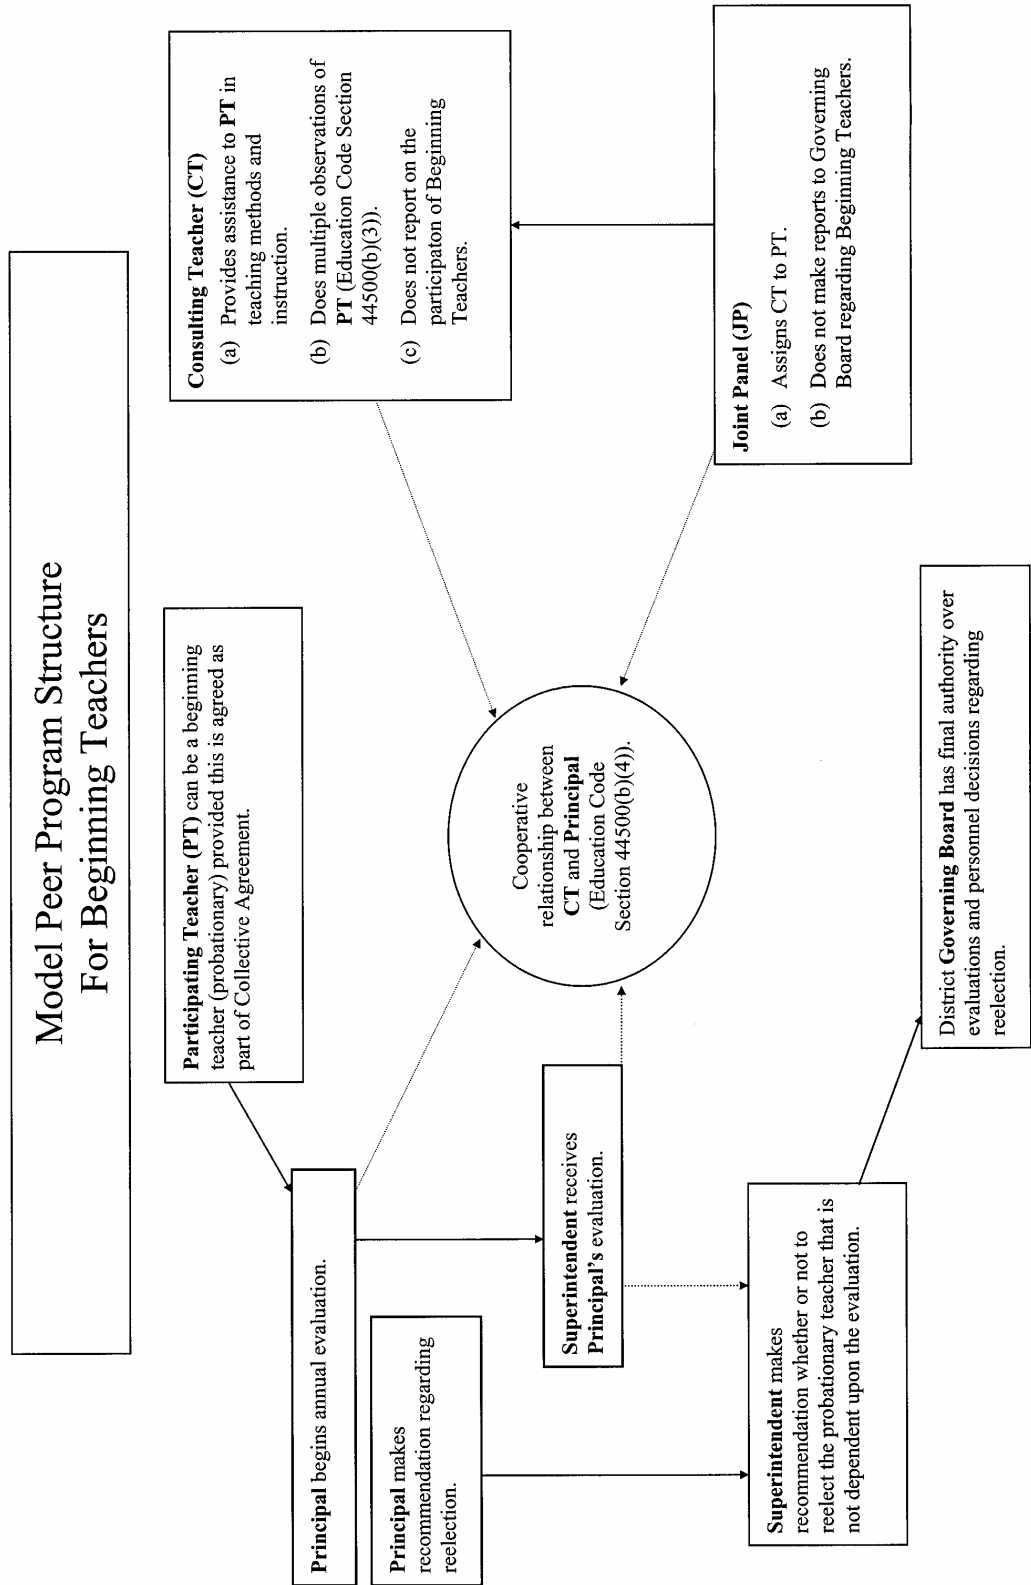 Model Peer Program Structure
For Beginning Teachers
Participating Teacher (PT) can be a beginning
teacher (probationary) provided this is agreed as
part of Collective Agreement.
Principal begins annual evaluation.
Principal makes
recommendation regarding
reelection.
Superintendent receives
Principal's evaluation.
Superintendent makes
recommendation whether or not to
reelect the probationary teacher that is
not dependent upon the evaluation.
Cooperative
relationship between
CT and Principal
(Education Code
Section 44500(b)(4)).
District Governing Board has final authority over
evaluations and personnel decisions regarding
reelection.
Consulting Teacher (CT)
(a) Provides assistance to PT in
teaching methods and
instruction.
(b) Does multiple observations of
PT (Education Code Section
44500(b)(3)).
(c) Does not report on the
participaton of Beginning
Teachers.
Joint Panel (JP)
(a) Assigns CT to PT.
(b) Does not make reports to Governing
Board regarding Beginning Teachers.